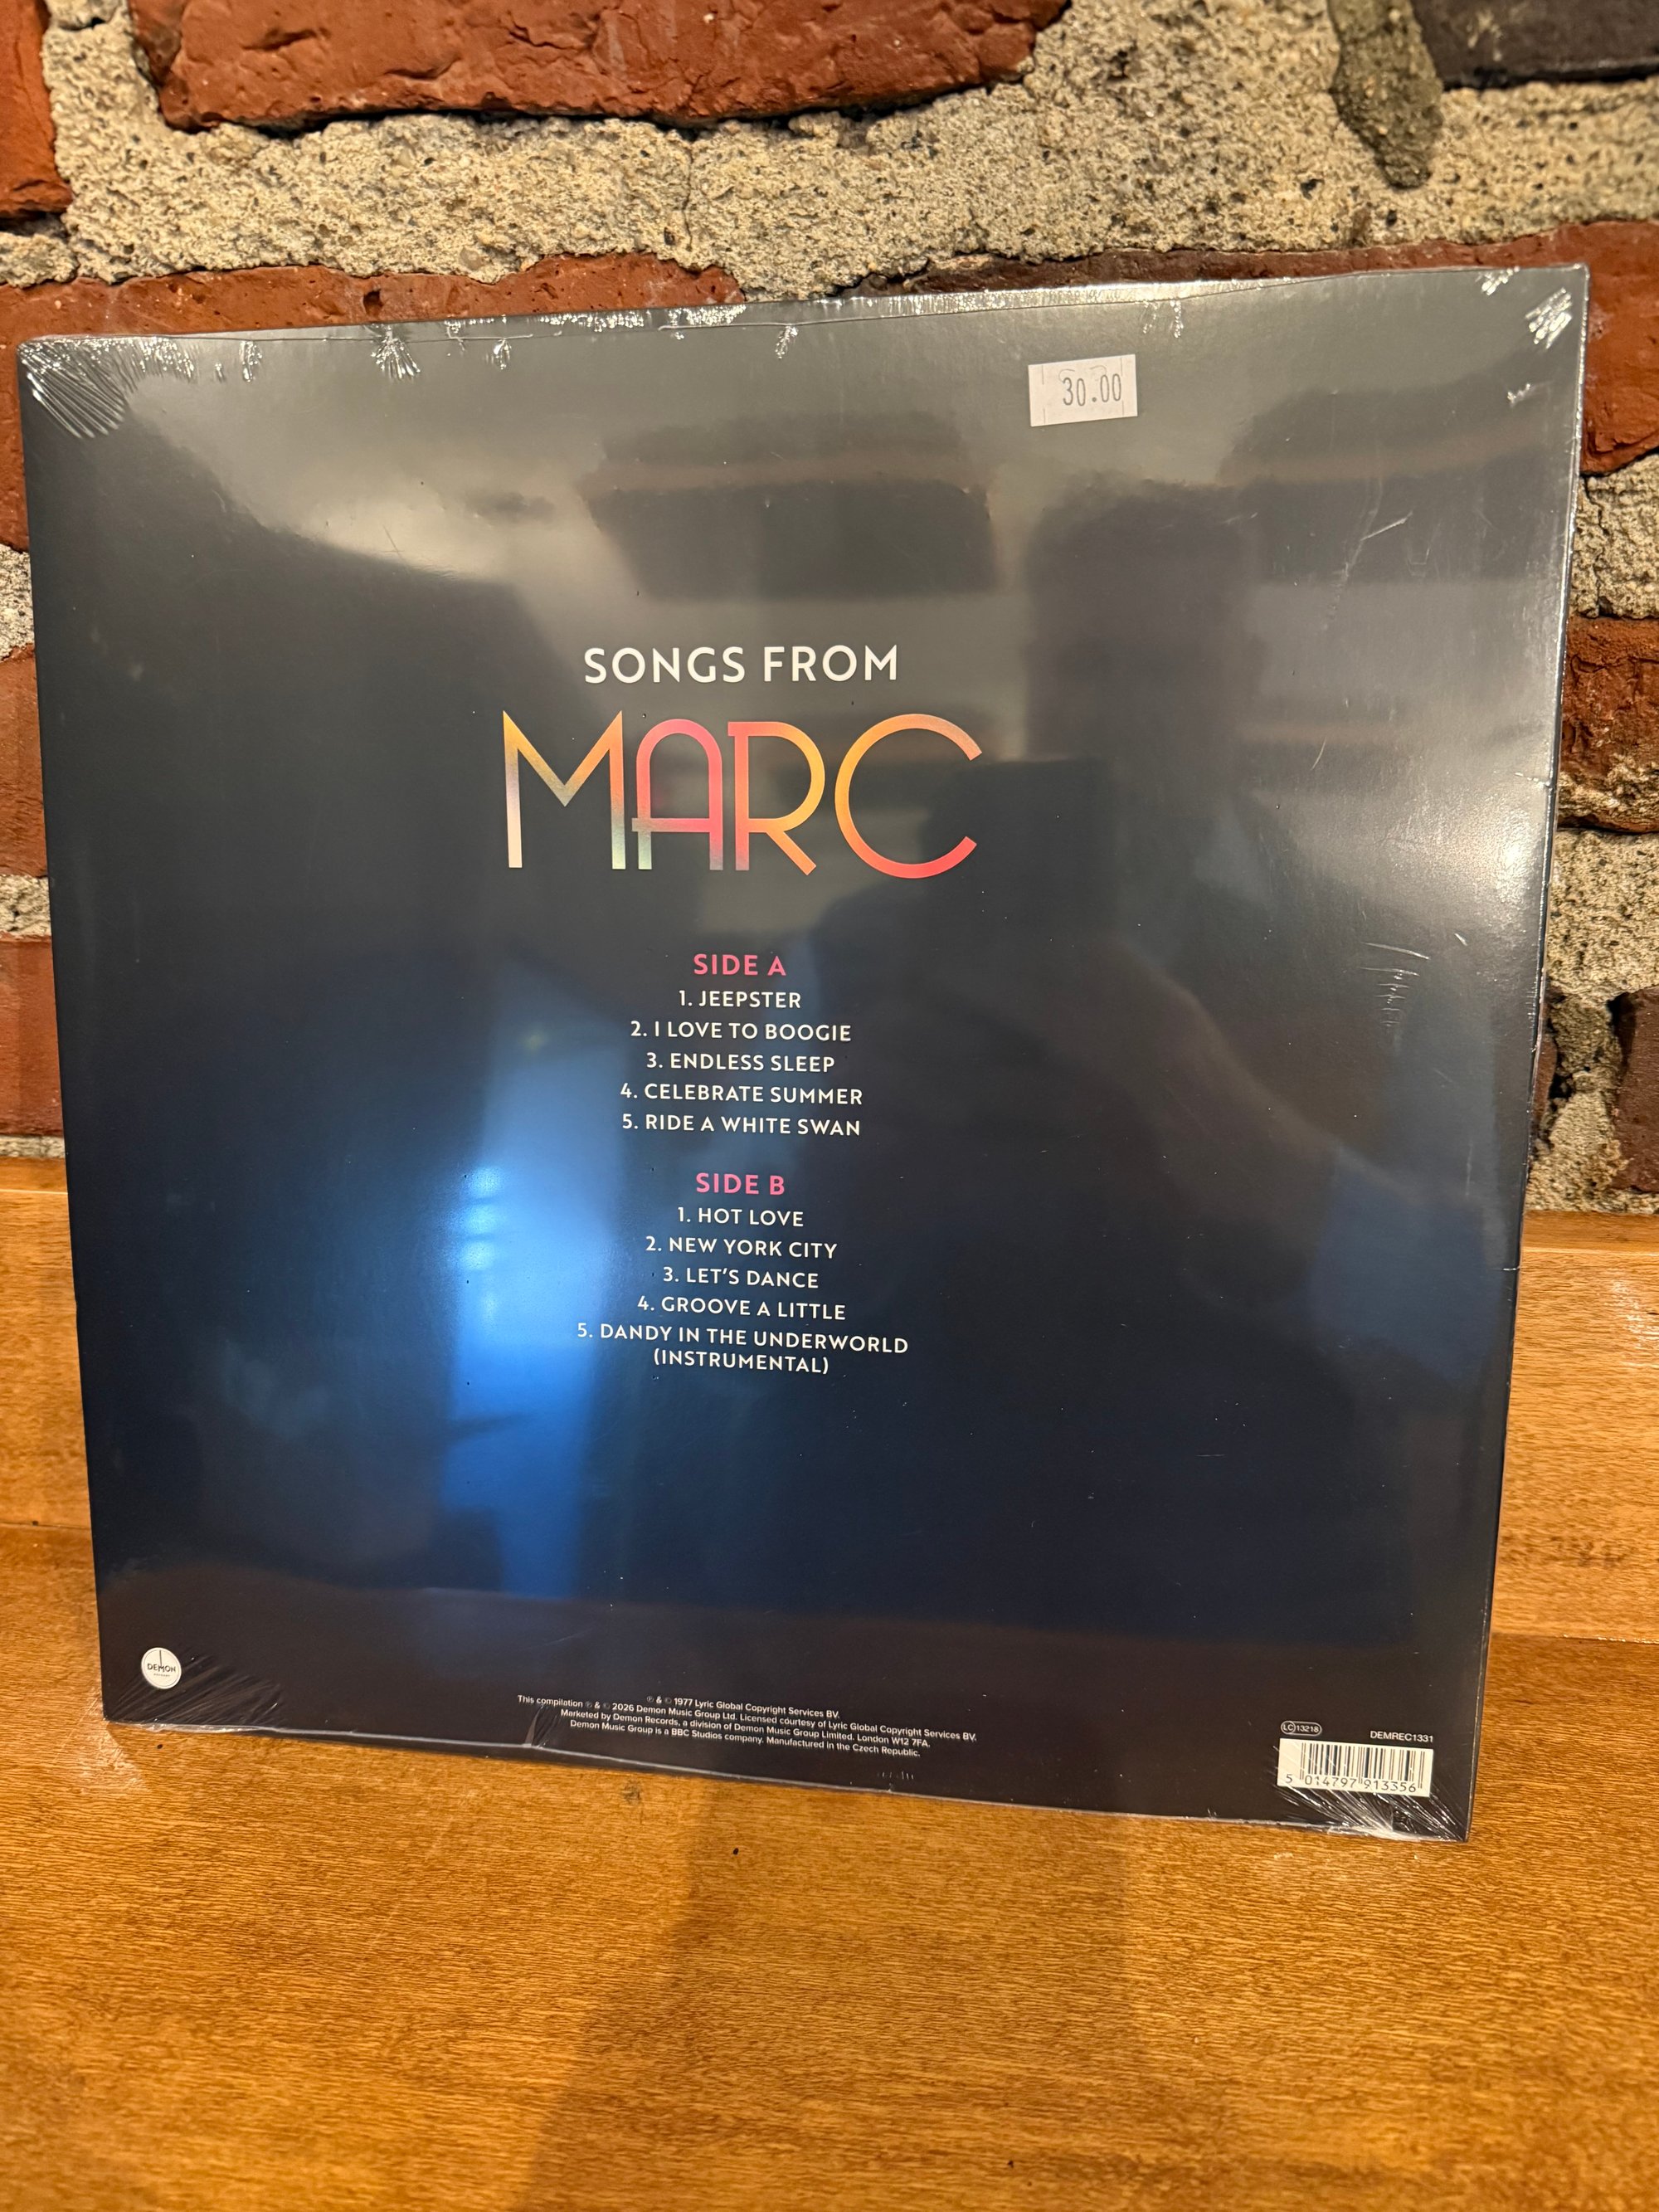 30.00
SONGS FROM
MARC
SIDE A
1. JEEPSTER
2. I LOVE TO BOOGIE
3. ENDLESS SLEEP
4. CELEBRATE SUMMER
5. RIDE A WHITE SWAN
SIDE B
1. HOT LOVE
2. NEW YORK CITY
3. LET'S DANCE
4. GROOVE A LITTLE
5. DANDY IN THE UNDERWORLD
(INSTRUMENTAL)
DEMON
℗ & © 1977 Lyric Global Copyright Services BV.
This compilation ℗ & © 2026 Demon Music Group Ltd. Licensed courtesy of Lyric Global Copyright Services BV.
Marketed by Demon Records, a division of Demon Music Group Limited. London W12 7FA.
Demon Music Group is a BBC Studios company. Manufactured in the Czech Republic.
LC 13218
DEMREC1331
5 014797 913356